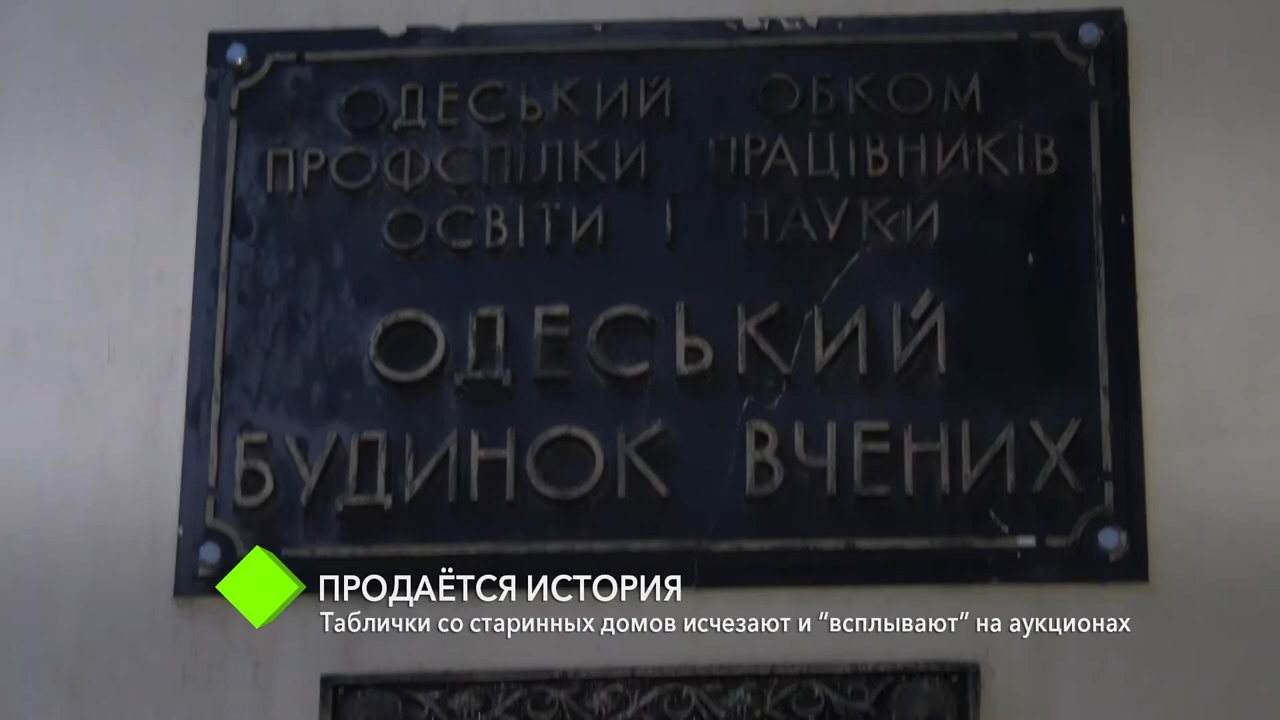 ОДЕСЬКИЙ ОБКОМ
ПРОФСПІЛКИ ПРАЦІВНИКІВ
ОСВІТИ І НАУКИ
ОДЕСЬКИЙ
БУДИНОК ВЧЕНИХ
ПРОДАЁТСЯ ИСТОРИЯ
Таблички со старинных домов исчезают и “всплывают” на аукционах